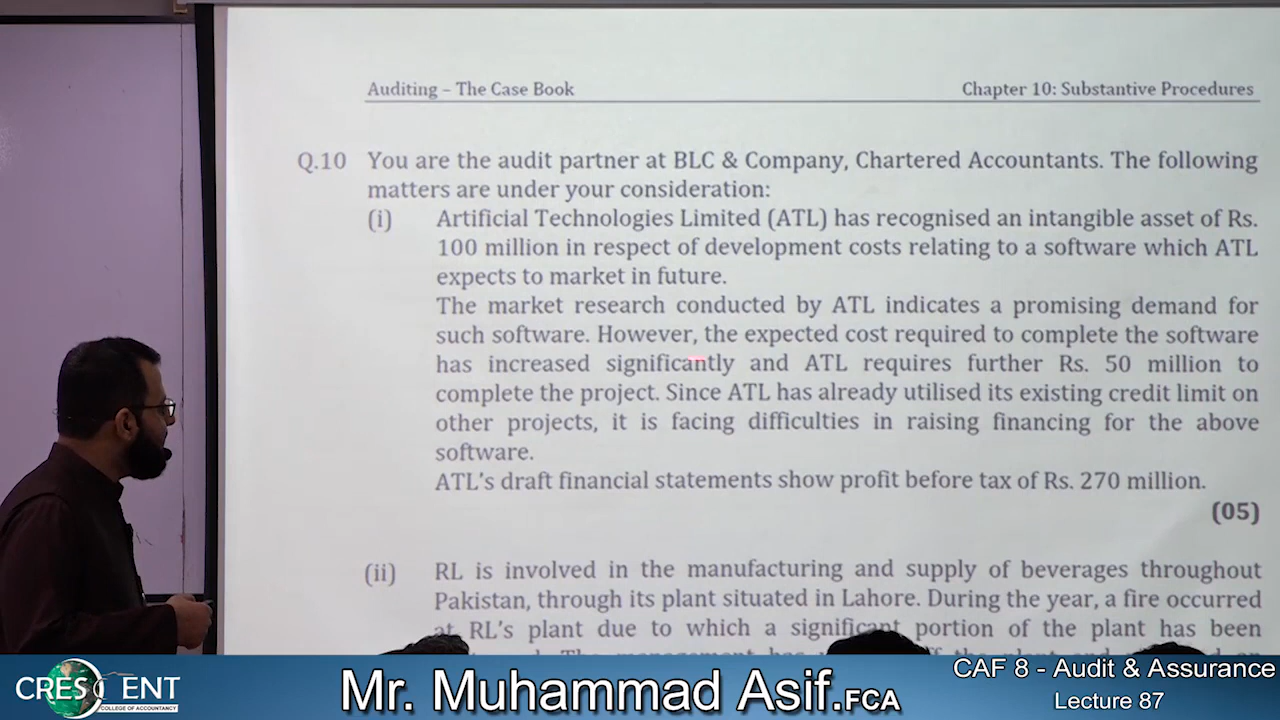 Auditing – The Case Book
Chapter 10: Substantive Procedures
Q.10 You are the audit partner at BLC & Company, Chartered Accountants. The following
matters are under your consideration:
(i) Artificial Technologies Limited (ATL) has recognised an intangible asset of Rs.
100 million in respect of development costs relating to a software which ATL
expects to market in future.
The market research conducted by ATL indicates a promising demand for
such software. However, the expected cost required to complete the software
has increased significantly and ATL requires further Rs. 50 million to
complete the project. Since ATL has already utilised its existing credit limit on
other projects, it is facing difficulties in raising financing for the above
software.
ATL's draft financial statements show profit before tax of Rs. 270 million.
(05)
(ii) RL is involved in the manufacturing and supply of beverages throughout
Pakistan, through its plant situated in Lahore. During the year, a fire occurred
at RL's plant due to which a significant portion of the plant has been
CRESCENT
COLLEGE OF ACCOUNTANCY
Mr. Muhammad Asif.FCA
CAF 8 - Audit & Assurance
Lecture 87